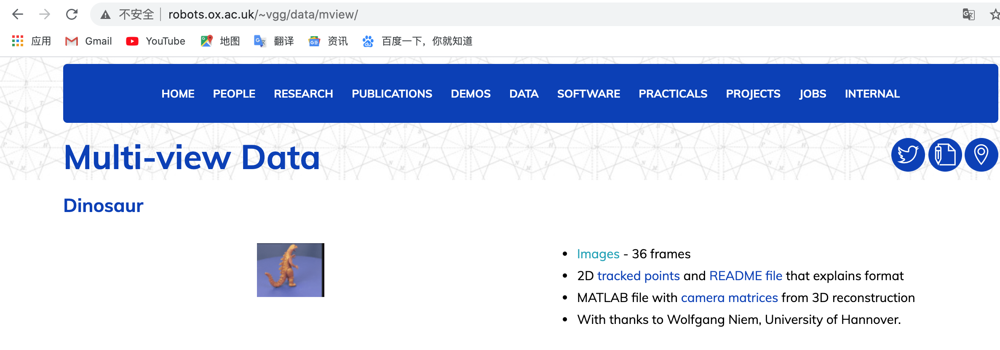 不安全 robots.ox.ac.uk/~vgg/data/mview/
应用 Gmail YouTube 地图 翻译 资讯 百度一下，你就知道
HOME PEOPLE RESEARCH PUBLICATIONS DEMOS DATA SOFTWARE PRACTICALS PROJECTS JOBS INTERNAL
Multi-view Data
Dinosaur
Images - 36 frames
2D tracked points and README file that explains format
MATLAB file with camera matrices from 3D reconstruction
With thanks to Wolfgang Niem, University of Hannover.